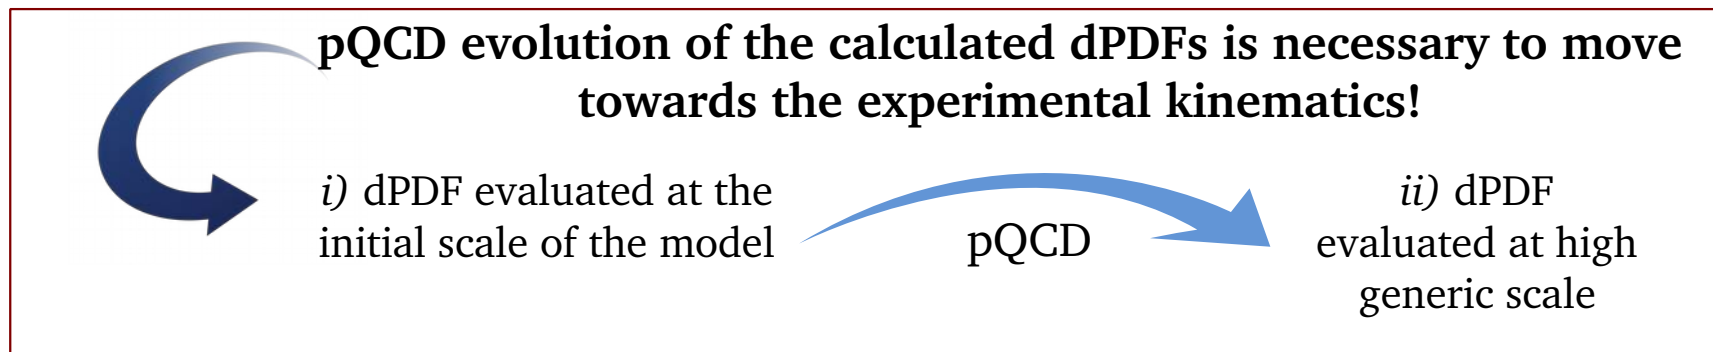 pQCD evolution of the calculated dPDFs is necessary to move
towards the experimental kinematics!
i) dPDF evaluated at the
initial scale of the model
pQCD
ii) dPDF
evaluated at high
generic scale